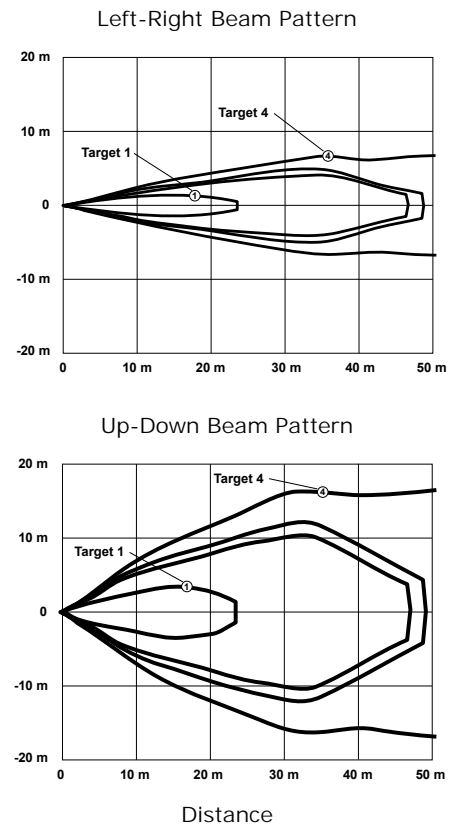 Left-Right Beam Pattern
20 m
Target 4
10 m
4
Target 1
1
0
-10 m
-20 m
0 10 m 20 m 30 m 40 m 50 m
Up-Down Beam Pattern
20 m
Target 4
4
10 m
Target 1
1
0
-10 m
-20 m
0 10 m 20 m 30 m 40 m 50 m
Distance